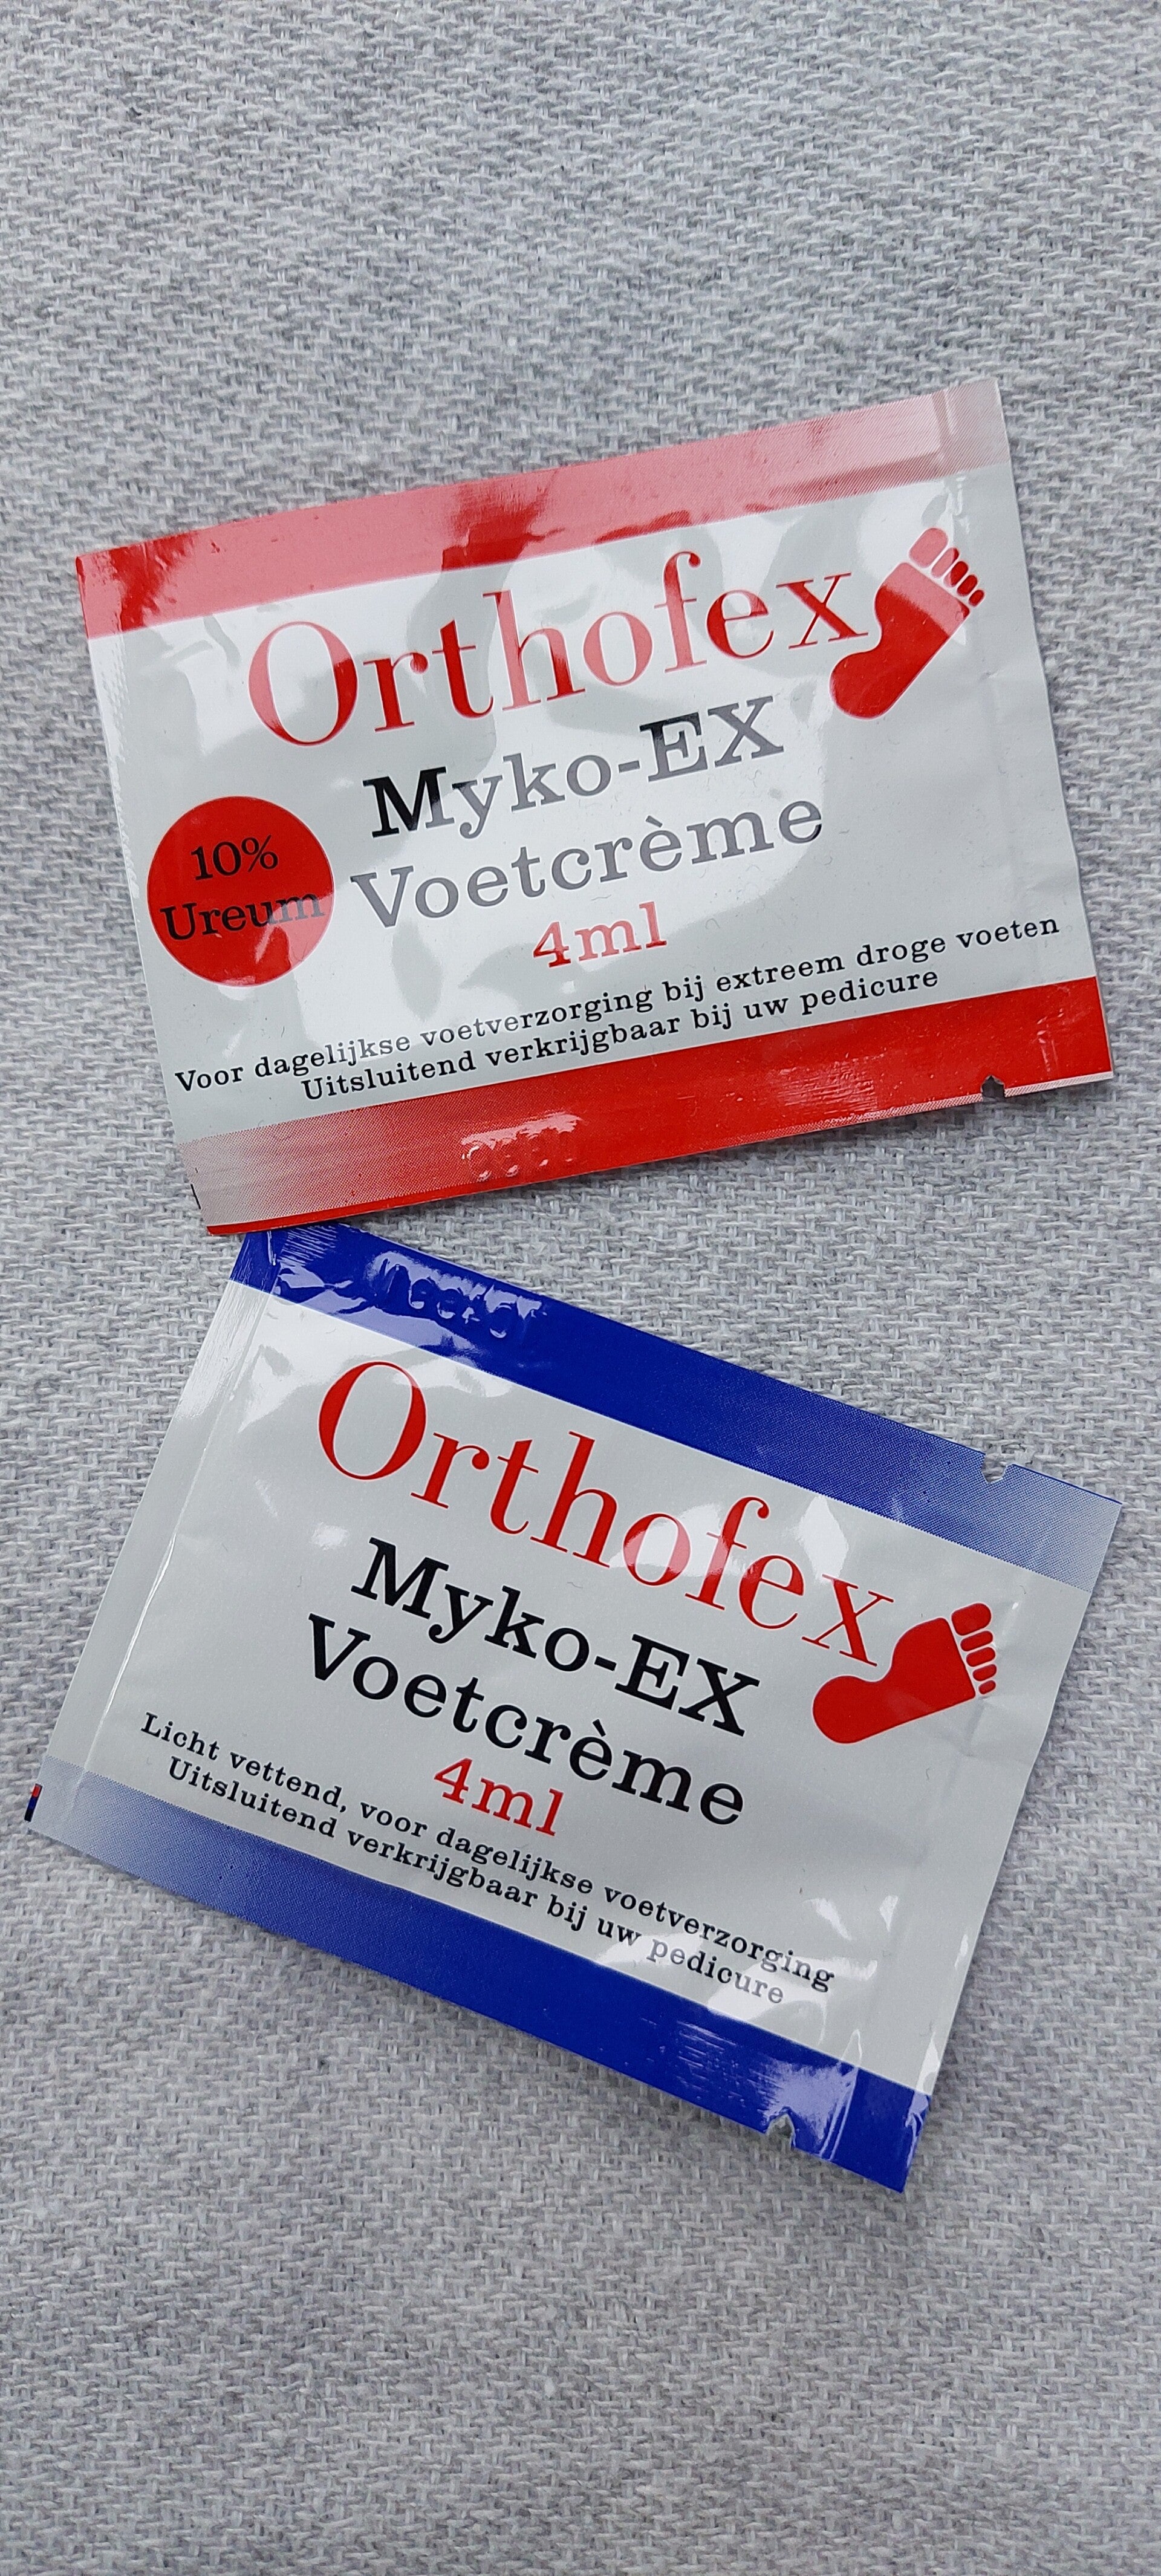 Orthofex
Myko-EX
Voetcrème
10%
Ureum
4ml
Voor dagelijkse voetverzorging bij extreem droge voeten
Uitsluitend verkrijgbaar bij uw pedicure
Orthofex
Myko-EX
Voetcrème
4ml
Licht vettend, voor dagelijkse voetverzorging
Uitsluitend verkrijgbaar bij uw pedicure